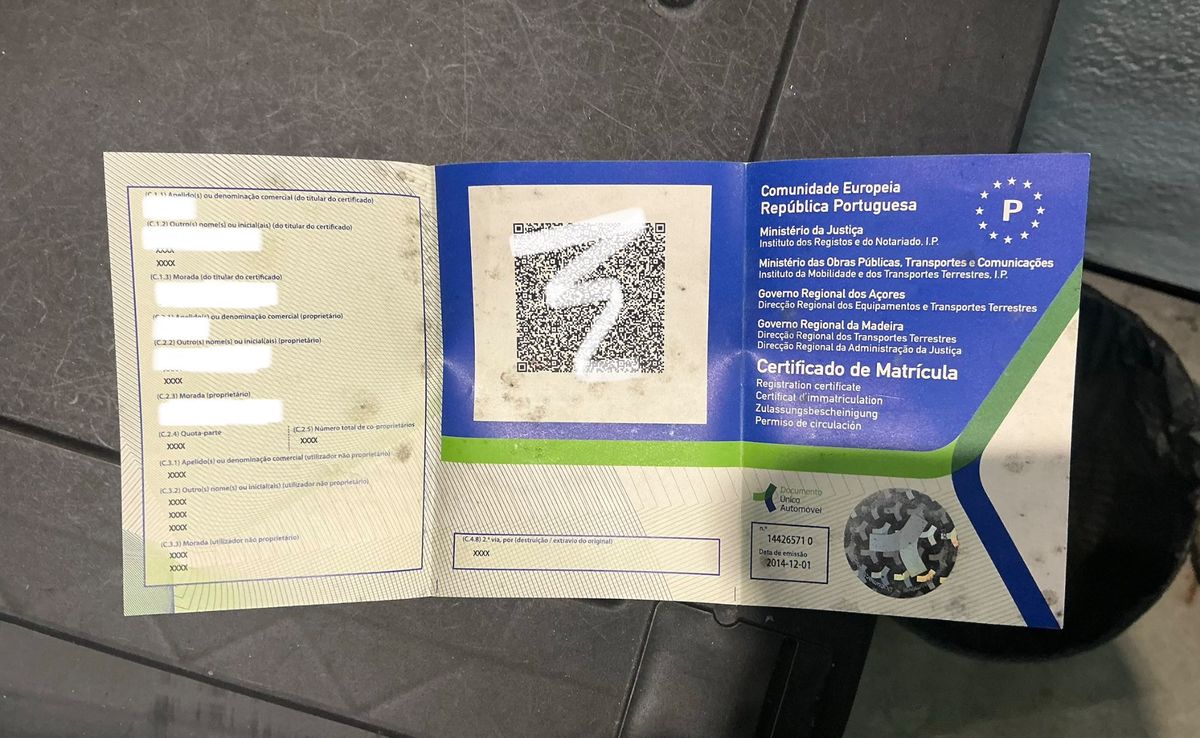 (C.1.1) Apelido(s) ou denominação comercial (do titular do certificado)
(C.1.2) Outro(s) nome(s) ou inicial(ais) (do titular do certificado)
XXXX
XXXX
(C.1.3) Morada (do titular do certificado)
(C.2.1) Apelido(s) ou denominação comercial (proprietário)
(C.2.2) Outro(s) nome(s) ou inicial(ais) (proprietário)
XXXX
XXXX
(C.2.3) Morada (proprietário)
(C.2.4) Quota-parte
XXXX
(C.2.5) Número total de co-proprietários
XXXX
(C.3.1) Apelido(s) ou denominação comercial (utilizador não proprietário)
XXXX
(C.3.2) Outro(s) nome(s) ou inicial(ais) (utilizador não proprietário)
XXXX
XXXX
XXXX
(C.3.3) Morada (utilizador não proprietário)
XXXX
XXXX
(C.4.8) 2.ª via, por (destruição / extravio do original)
XXXX
Comunidade Europeia
República Portuguesa
P
Ministério da Justiça
Instituto dos Registos e do Notariado, I.P.
Ministério das Obras Públicas, Transportes e Comunicações
Instituto da Mobilidade e dos Transportes Terrestres, I.P.
Governo Regional dos Açores
Direcção Regional dos Equipamentos e Transportes Terrestres
Governo Regional da Madeira
Direcção Regional dos Transportes Terrestres
Direcção Regional da Administração da Justiça
Certificado de Matrícula
Registration certificate
Certificat d'immatriculation
Zulassungsbescheinigung
Permiso de circulación
Documento
Único
Automóvel
n.º
14426571 0
Data de emissão
2014-12-01